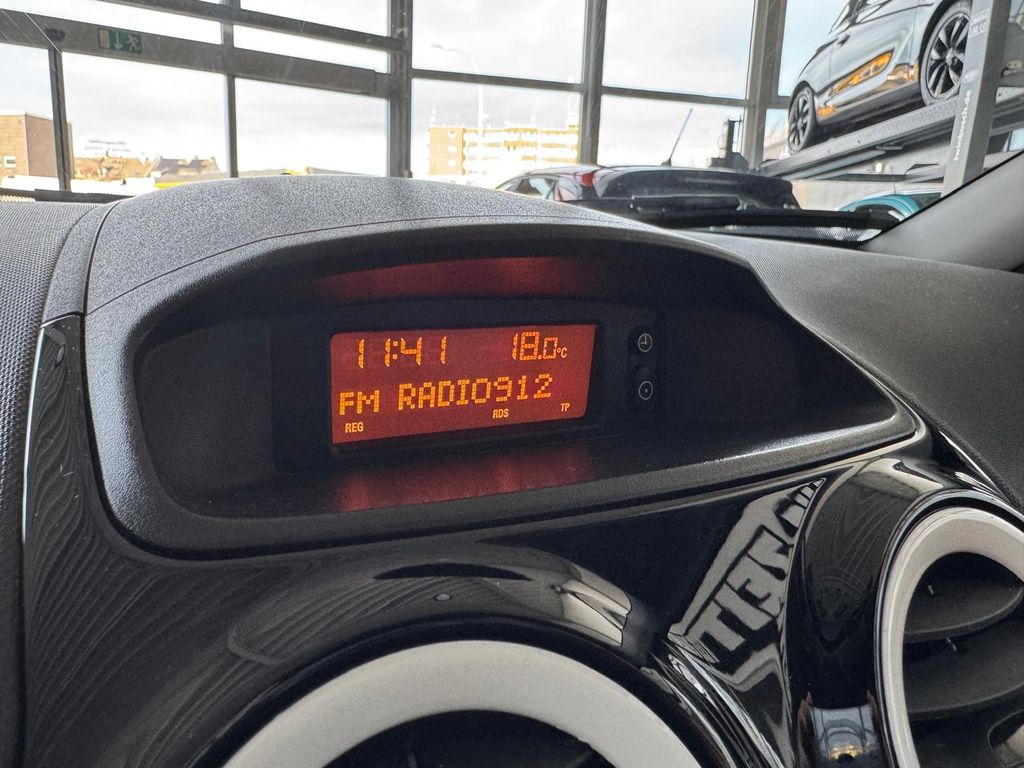 11:41 18.0°C
FM RADIO912
REG RDS TP